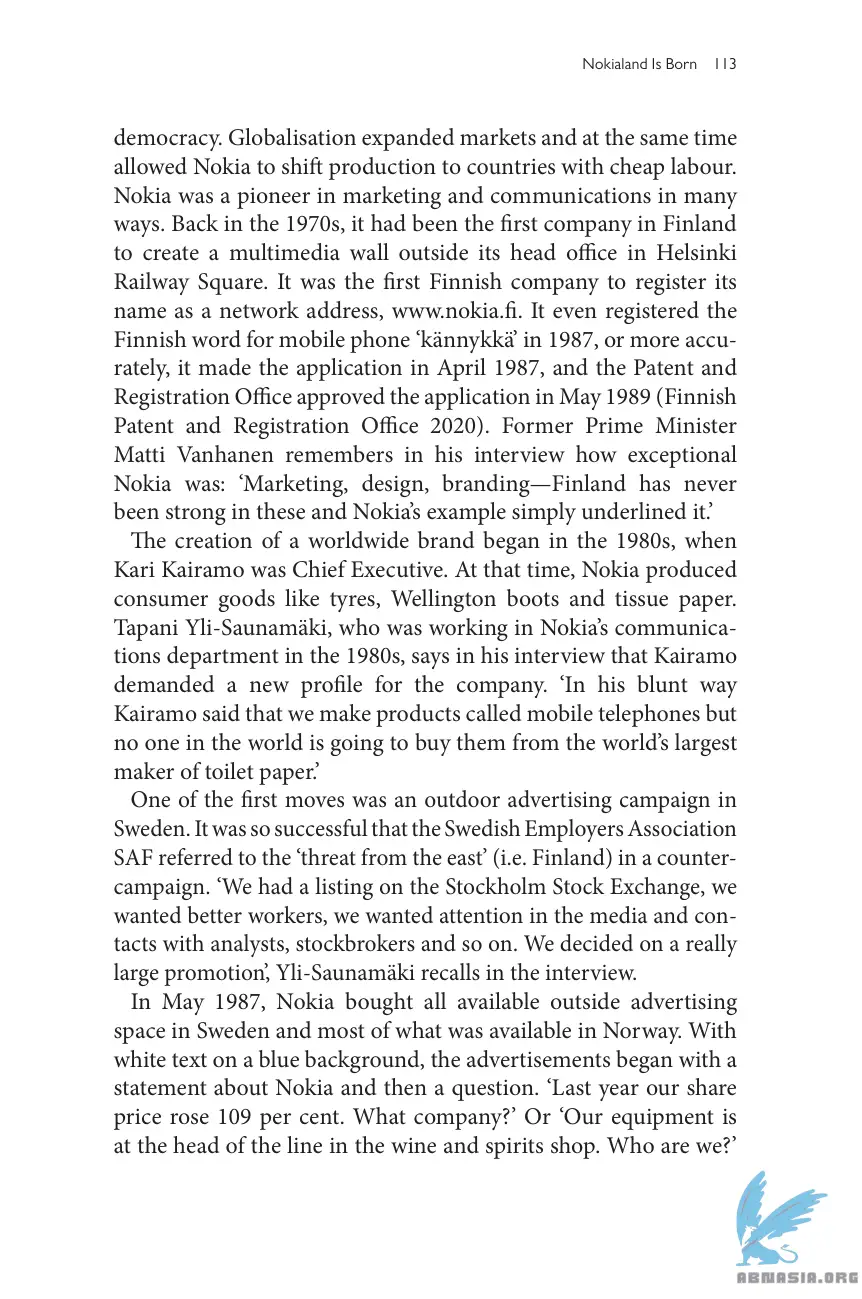 Nokialand Is Born 113
democracy. Globalisation expanded markets and at the same time
allowed Nokia to shift production to countries with cheap labour.
Nokia was a pioneer in marketing and communications in many
ways. Back in the 1970s, it had been the first company in Finland
to create a multimedia wall outside its head office in Helsinki
Railway Square. It was the first Finnish company to register its
name as a network address, www.nokia.fi. It even registered the
Finnish word for mobile phone ‘kännykkä’ in 1987, or more accu-
rately, it made the application in April 1987, and the Patent and
Registration Office approved the application in May 1989 (Finnish
Patent and Registration Office 2020). Former Prime Minister
Matti Vanhanen remembers in his interview how exceptional
Nokia was: ‘Marketing, design, branding—Finland has never
been strong in these and Nokia’s example simply underlined it.’
The creation of a worldwide brand began in the 1980s, when
Kari Kairamo was Chief Executive. At that time, Nokia produced
consumer goods like tyres, Wellington boots and tissue paper.
Tapani Yli-Saunamäki, who was working in Nokia’s communica-
tions department in the 1980s, says in his interview that Kairamo
demanded a new profile for the company. ‘In his blunt way
Kairamo said that we make products called mobile telephones but
no one in the world is going to buy them from the world’s largest
maker of toilet paper.’
One of the first moves was an outdoor advertising campaign in
Sweden. It was so successful that the Swedish Employers Association
SAF referred to the ‘threat from the east’ (i.e. Finland) in a counter-
campaign. ‘We had a listing on the Stockholm Stock Exchange, we
wanted better workers, we wanted attention in the media and con-
tacts with analysts, stockbrokers and so on. We decided on a really
large promotion’, Yli-Saunamäki recalls in the interview.
In May 1987, Nokia bought all available outside advertising
space in Sweden and most of what was available in Norway. With
white text on a blue background, the advertisements began with a
statement about Nokia and then a question. ‘Last year our share
price rose 109 per cent. What company?’ Or ‘Our equipment is
at the head of the line in the wine and spirits shop. Who are we?’
ABNASIA.ORG